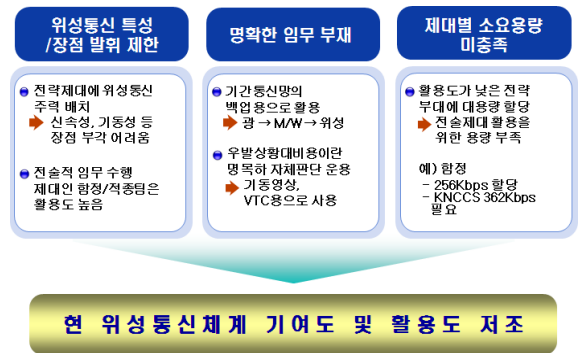 위성통신 특성
/장점 발휘 제한
전략제대에 위성통신
주력 배치
신속성, 기동성 등
장점 부각 어려움
전술적 임무 수행
제대인 함정/적종팀은
활용도 높음
명확한 임무 부재
기간통신망의
백업용으로 활용
광 → M/W → 위성
우발상황대비용이란
명목하 자체판단 운용
기동영상,
VTC용으로 사용
제대별 소요용량
미충족
활용도가 낮은 전략
부대에 대용량 할당
전술제대 활용을
위한 용량 부족
예) 함정
- 256Kbps 할당
- KNCCS 362Kbps
필요
현 위성통신체계 기여도 및 활용도 저조